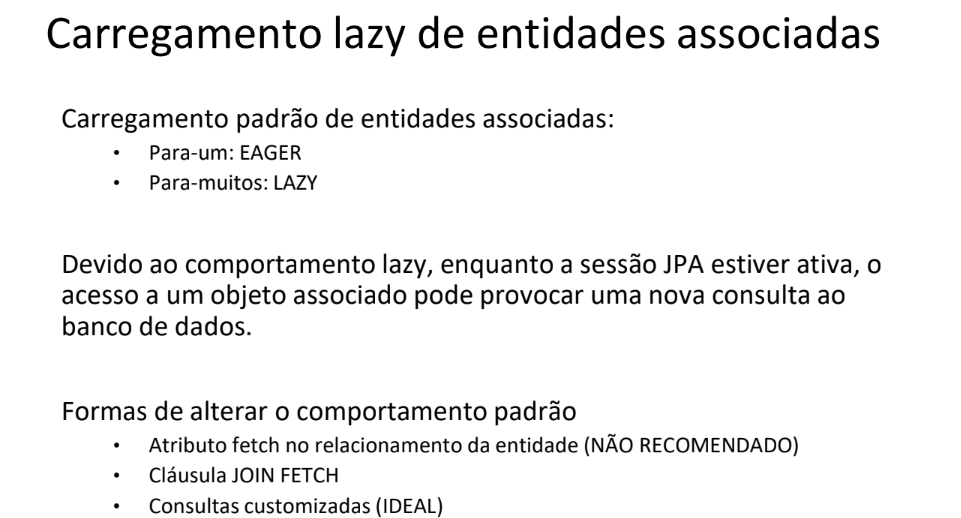 Carregamento lazy de entidades associadas
Carregamento padrão de entidades associadas:
• Para-um: EAGER
• Para-muitos: LAZY
Devido ao comportamento lazy, enquanto a sessão JPA estiver ativa, o
acesso a um objeto associado pode provocar uma nova consulta ao
banco de dados.
Formas de alterar o comportamento padrão
• Atributo fetch no relacionamento da entidade (NÃO RECOMENDADO)
• Cláusula JOIN FETCH
• Consultas customizadas (IDEAL)